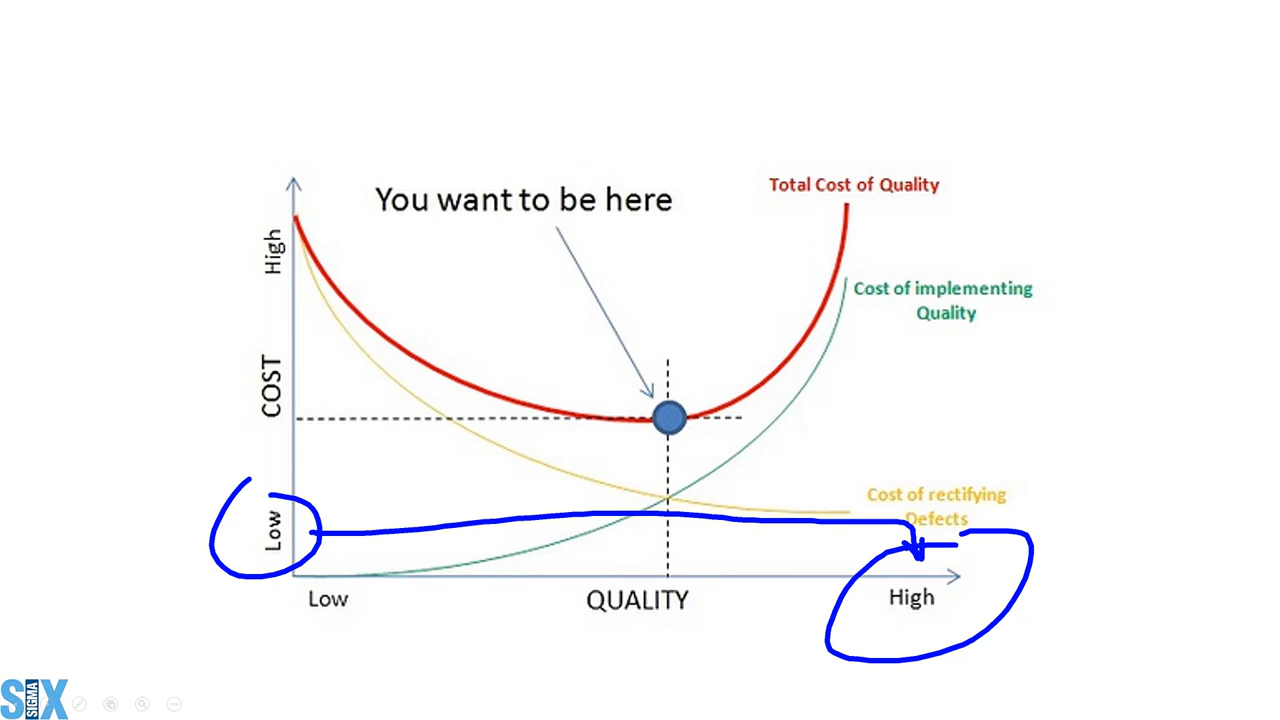 You want to be here
Total Cost of Quality
High
Cost of implementing
Quality
COST
Cost of rectifying
Defects
Low
Low
QUALITY
High
SIX
SIGMA